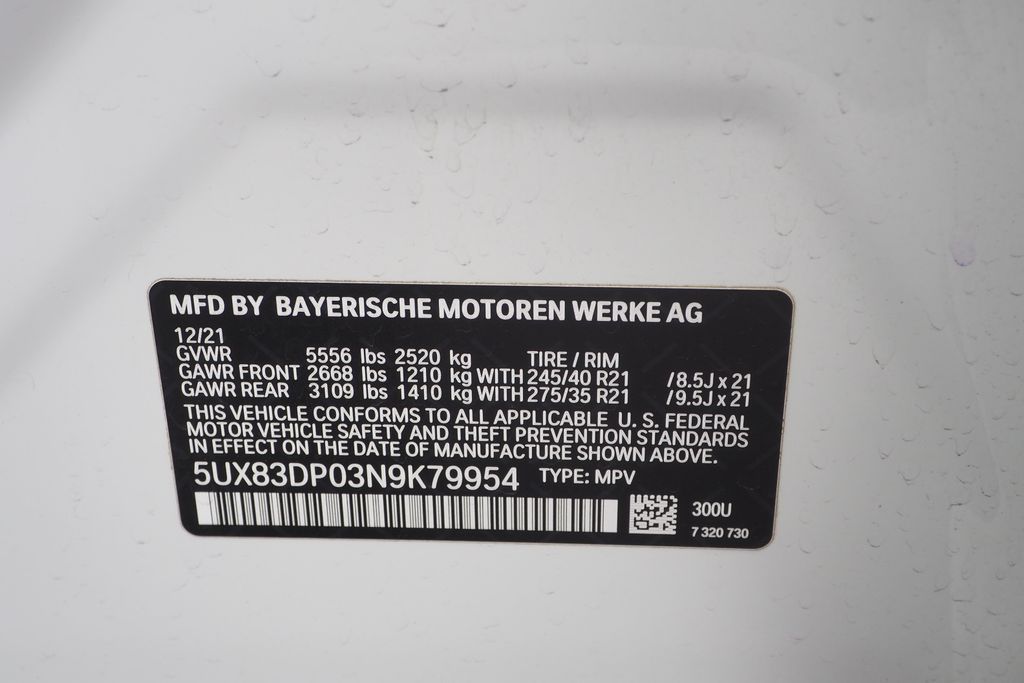 MFD BY BAYERISCHE MOTOREN WERKE AG
12/21
GVWR 5556 lbs 2520 kg TIRE / RIM
GAWR FRONT 2668 lbs 1210 kg WITH 245/40 R21 /8.5J x 21
GAWR REAR 3109 lbs 1410 kg WITH 275/35 R21 /9.5J x 21
THIS VEHICLE CONFORMS TO ALL APPLICABLE U. S. FEDERAL
MOTOR VEHICLE SAFETY AND THEFT PREVENTION STANDARDS
IN EFFECT ON THE DATE OF MANUFACTURE SHOWN ABOVE.
5UX83DP03N9K79954 TYPE: MPV
300U
7 320 730